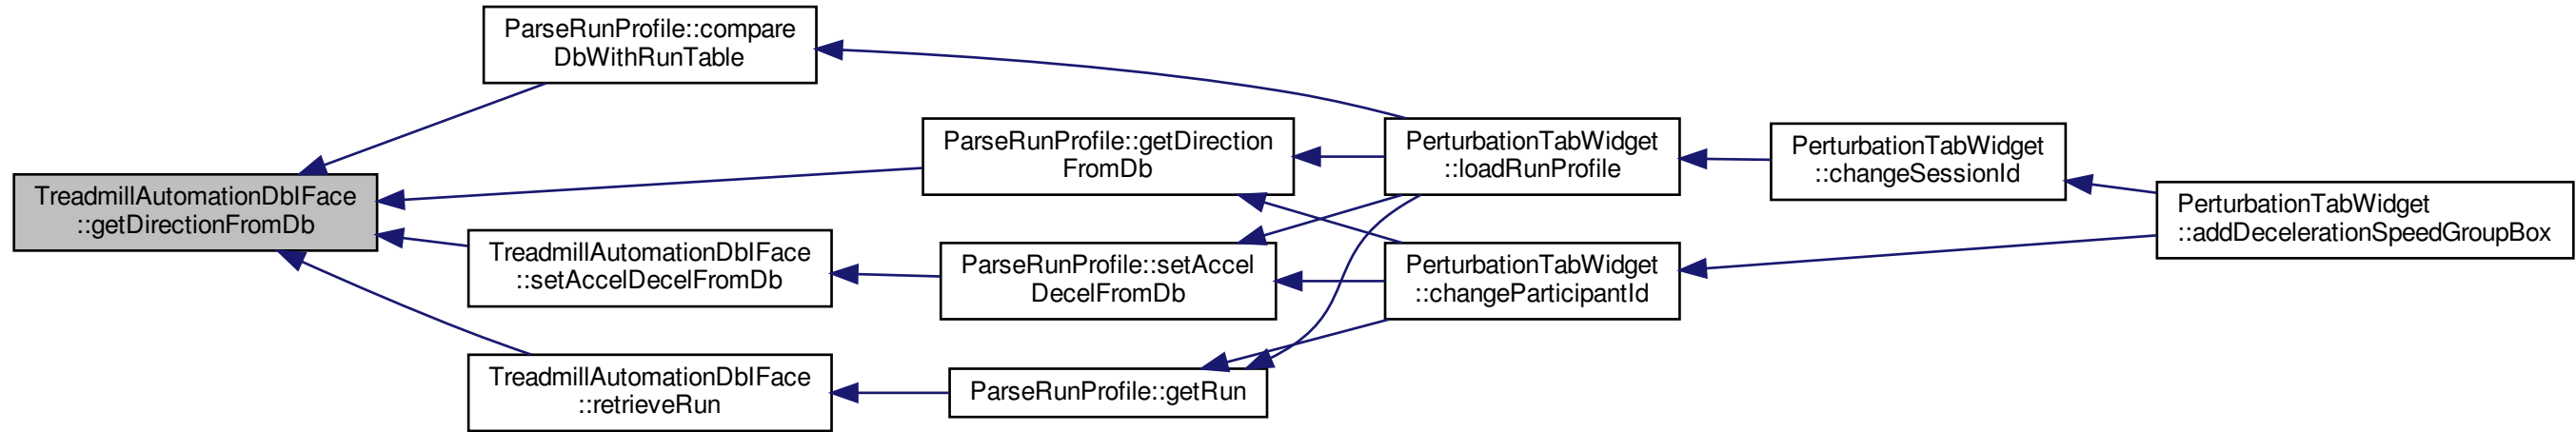 ParseRunProfile::compare
DbWithRunTable
TreadmillAutomationDbIFace
::getDirectionFromDb
ParseRunProfile::getDirection
FromDb
TreadmillAutomationDbIFace
::setAccelDecelFromDb
ParseRunProfile::setAccel
DecelFromDb
TreadmillAutomationDbIFace
::retrieveRun
ParseRunProfile::getRun
PerturbationTabWidget
::loadRunProfile
PerturbationTabWidget
::changeParticipantId
PerturbationTabWidget
::changeSessionId
PerturbationTabWidget
::addDecelerationSpeedGroupBox